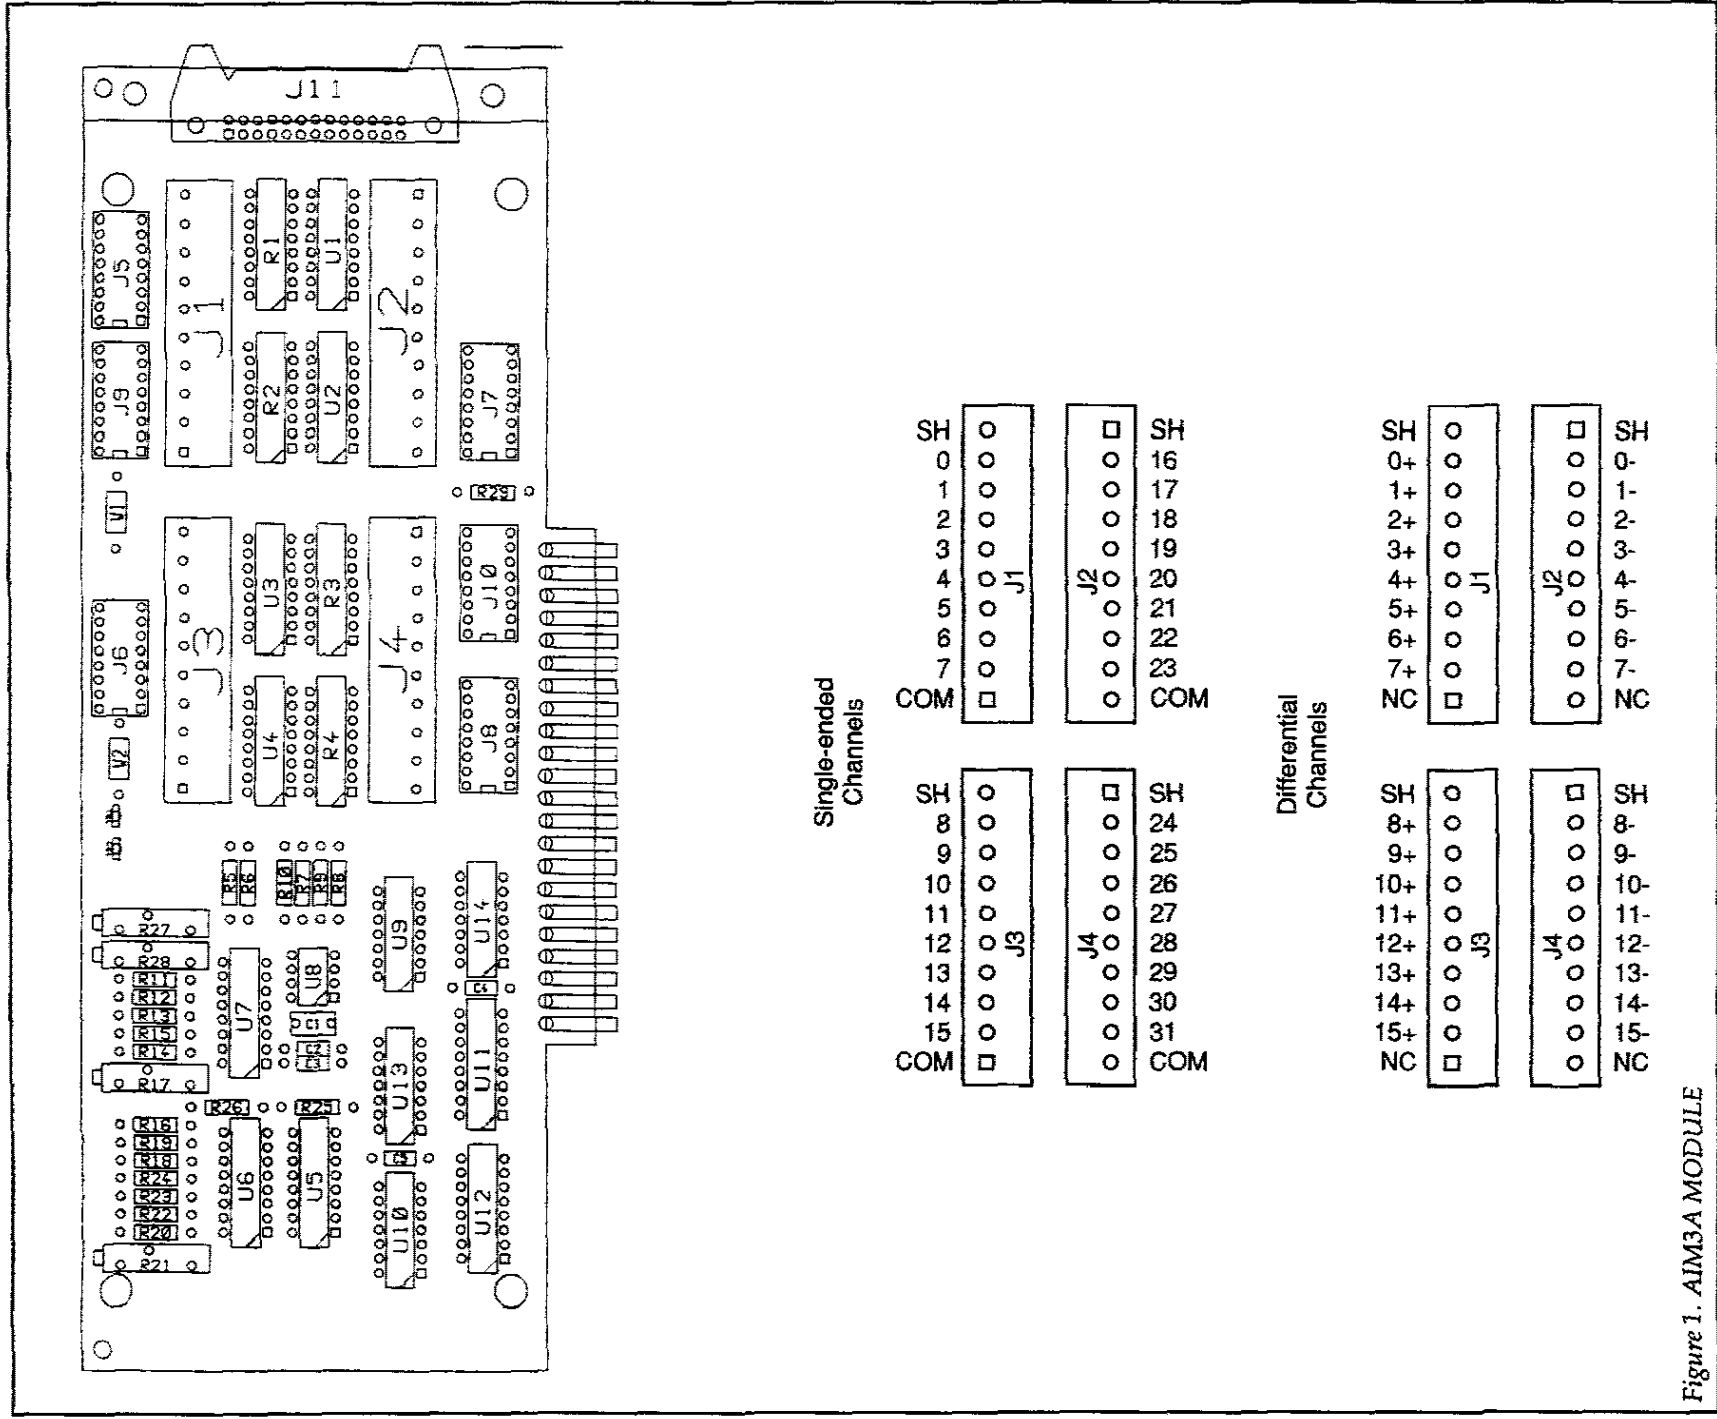 J11
J5
J1
R1
U1
J2
J9
R2
U2
J7
W1
R29
J6
J3
U3
R3
J4
J10
W2
U4
R4
J8
R5
R6
R10
R7
R9
R8
R27
R28
R11
R12
R13
R15
R14
R17
U7
U8
C1
C2
C3
U9
U14
C4
U13
U11
R26
R25
R16
R19
R18
R24
R23
R22
R20
R21
U6
U5
C5
U10
U12
Single-ended
Channels
SH SH
0 16
1 17
2 18
3 19
4 J1 J2 20
5 21
6 22
7 23
COM COM
SH SH
8 24
9 25
10 26
11 27
12 J3 J4 28
13 29
14 30
15 31
COM COM
Differential
Channels
SH SH
0+ 0-
1+ 1-
2+ 2-
3+ 3-
4+ J1 J2 4-
5+ 5-
6+ 6-
7+ 7-
NC NC
SH SH
8+ 8-
9+ 9-
10+ 10-
11+ 11-
12+ J3 J4 12-
13+ 13-
14+ 14-
15+ 15-
NC NC
Figure 1. AIM3A MODULE